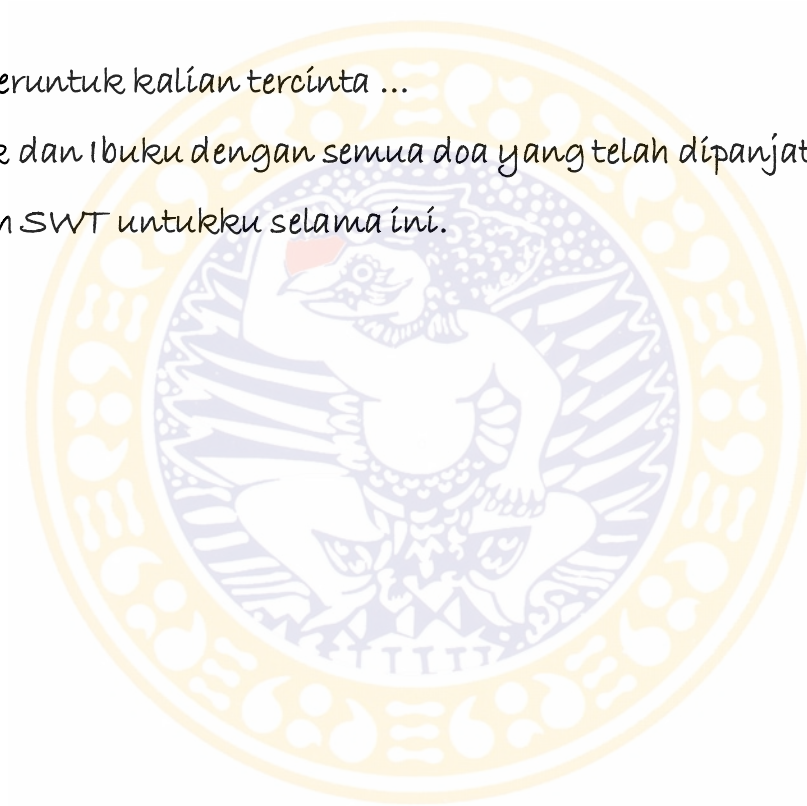 eruntuk kalian tercinta ...
k dan Ibuku dengan semua doa yang telah dipanjat
SWT untukku selama ini.